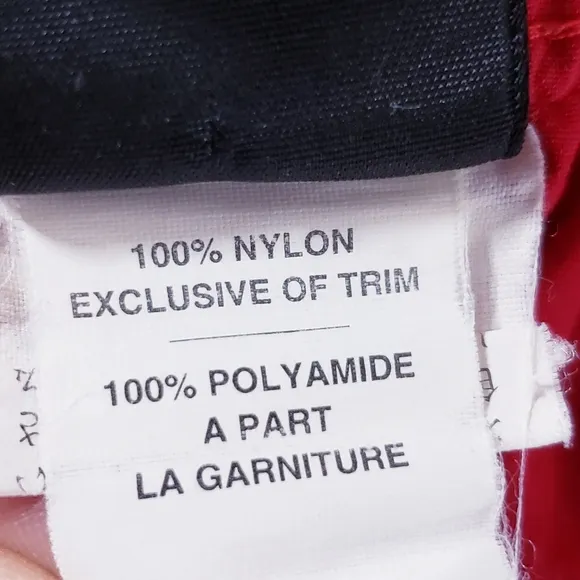 100% NYLON
EXCLUSIVE OF TRIM
100% POLYAMIDE
A PART
LA GARNITURE